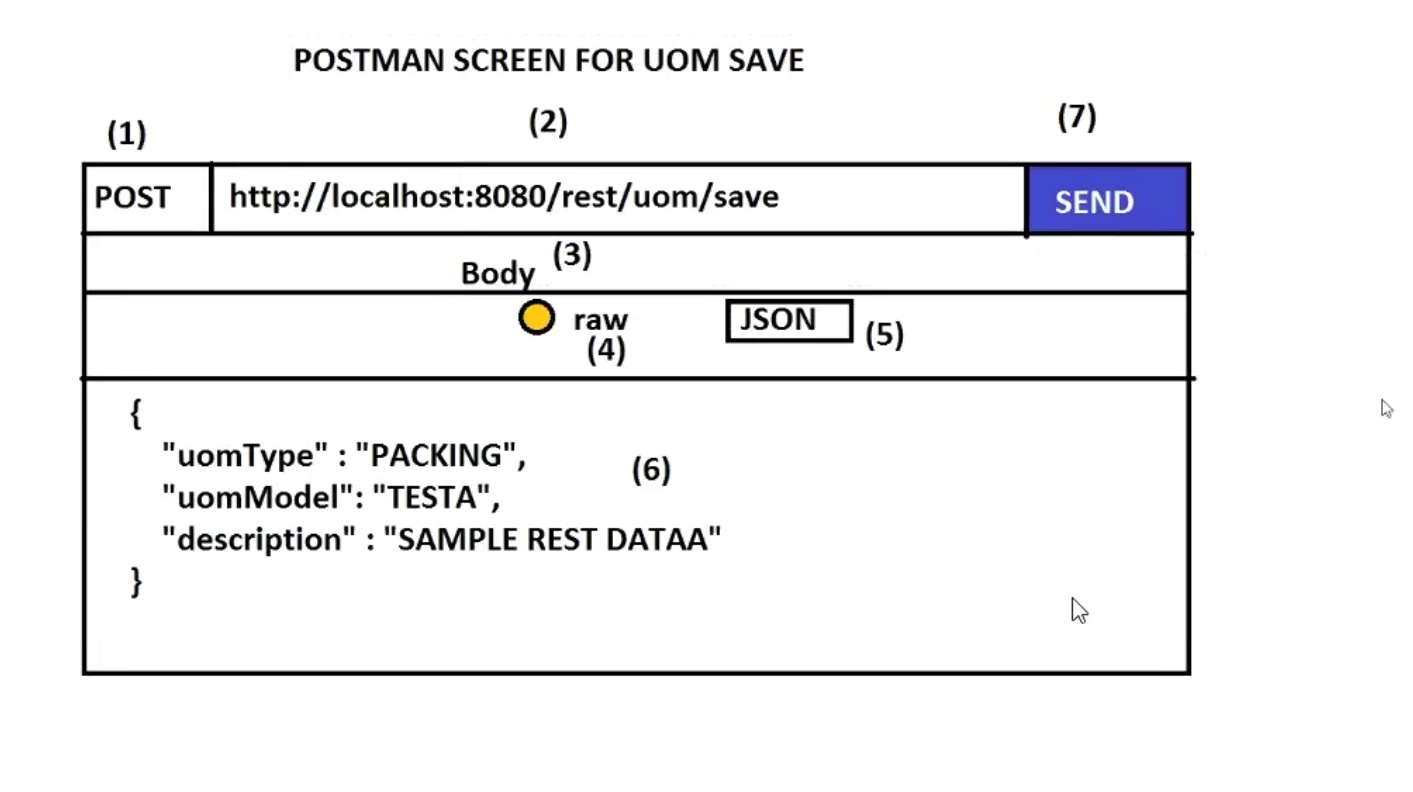 POSTMAN SCREEN FOR UOM SAVE
(1) (2) (7)
POST http://localhost:8080/rest/uom/save SEND
Body (3)
raw JSON (5)
(4)
{
"uomType" : "PACKING",
(6)
"uomModel": "TESTA",
"description" : "SAMPLE REST DATAA"
}